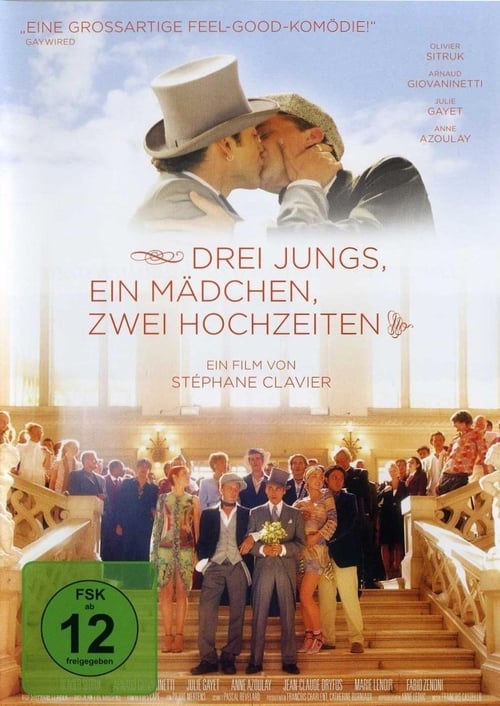 „EINE GROSSARTIGE FEEL-GOOD-KOMÖDIE!“
GAYWIRED
OLIVIER
SITRUK
ARNAUD
GIOVANINETTI
JULIE
GAYET
ANNE
AZOULAY
DREI JUNGS,
EIN MÄDCHEN,
ZWEI HOCHZEITEN
EIN FILM VON
STÉPHANE CLAVIER
FSK
ab
12
freigegeben
JULIE GAYET ANNE AZOULAY JEAN-CLAUDE DREYFUS MARIE LENOIR FABIO ZENONI